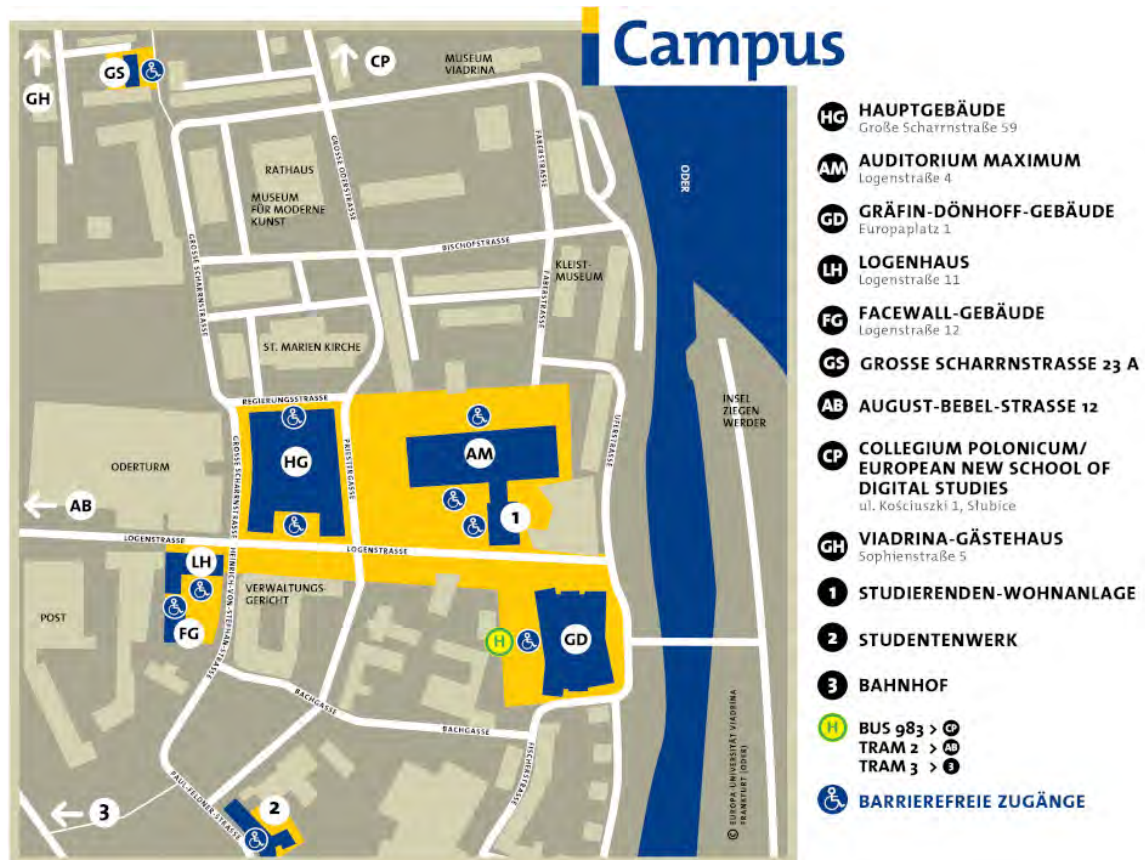 Campus
GS
GH
CP
MUSEUM
VIADRINA
FABERSTRASSE
GROSSE ODERSTRASSE
RATHAUS
MUSEUM
FÜR MODERNE
KUNST
ODER
GROSSE SCHARRNSTRASSE
BISCHOFSTRASSE
KLEIST-
MUSEUM
FABERSTRASSE
ST. MARIEN KIRCHE
REGIERUNGSSTRASSE
INSEL
ZIEGEN
WERDER
UFERSTRASSE
ODERTURM
HG
AM
GROSSE SCHARRNSTRASSE
PRIESTERGASSE
AB
1
LOGENSTRASSE
LOGENSTRASSE
LH
HEINRICH-VON-STEPHAN-STRASSE
VERWALTUNGS-
GERICHT
POST
FG
H
GD
BACHGASSE
BACHGASSE
FISCHERSTRASSE
PAUL-FELDNER-STRASSE
2
3
© EUROPA-UNIVERSITÄT VIADRINA
FRANKFURT (ODER)
HG HAUPTGEBÄUDE
Große Scharrnstraße 59
AM AUDITORIUM MAXIMUM
Logenstraße 4
GD GRÄFIN-DÖNHOFF-GEBÄUDE
Europaplatz 1
LH LOGENHAUS
Logenstraße 11
FG FACEWALL-GEBÄUDE
Logenstraße 12
GS GROSSE SCHARRNSTRASSE 23 A
AB AUGUST-BEBEL-STRASSE 12
CP COLLEGIUM POLONICUM/
EUROPEAN NEW SCHOOL OF
DIGITAL STUDIES
ul. Kościuszki 1, Słubice
GH VIADRINA-GÄSTEHAUS
Sophienstraße 5
1 STUDIERENDEN-WOHNANLAGE
2 STUDENTENWERK
3 BAHNHOF
H BUS 983 > CP
TRAM 2 > AB
TRAM 3 > 3
BARRIEREFREIE ZUGÄNGE